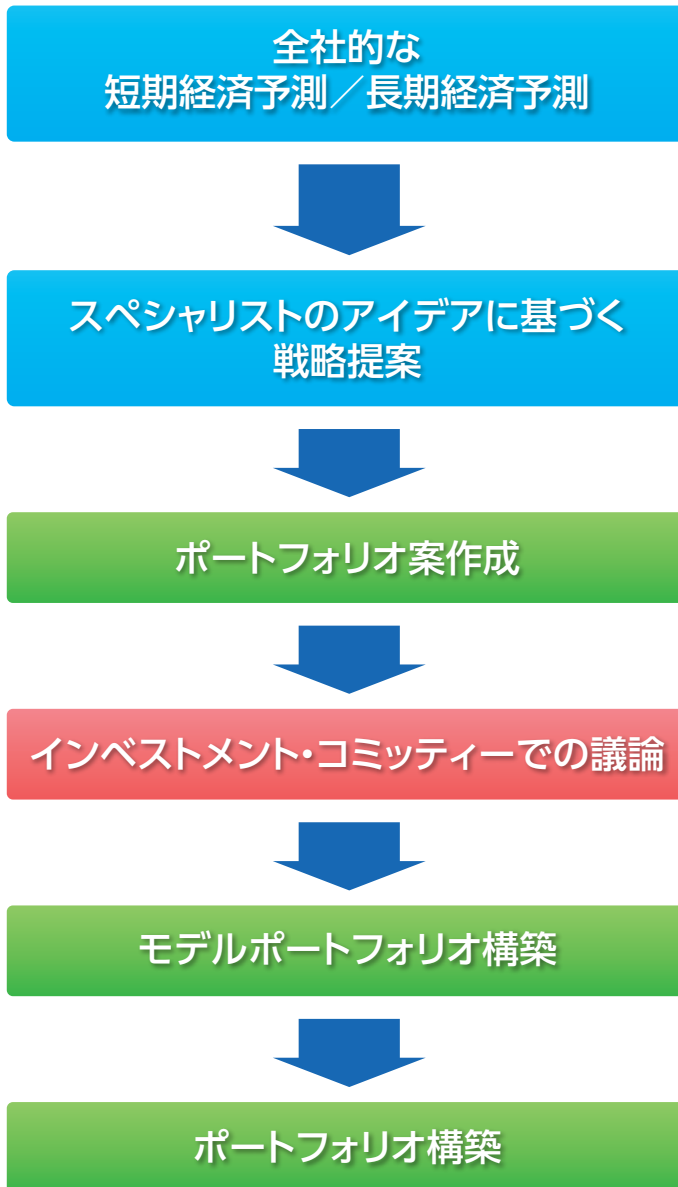 全社的な
短期経済予測／長期経済予測
スペシャリストのアイデアに基づく
戦略提案
ポートフォリオ案作成
インベストメント・コミッティーでの議論
モデルポートフォリオ構築
ポートフォリオ構築